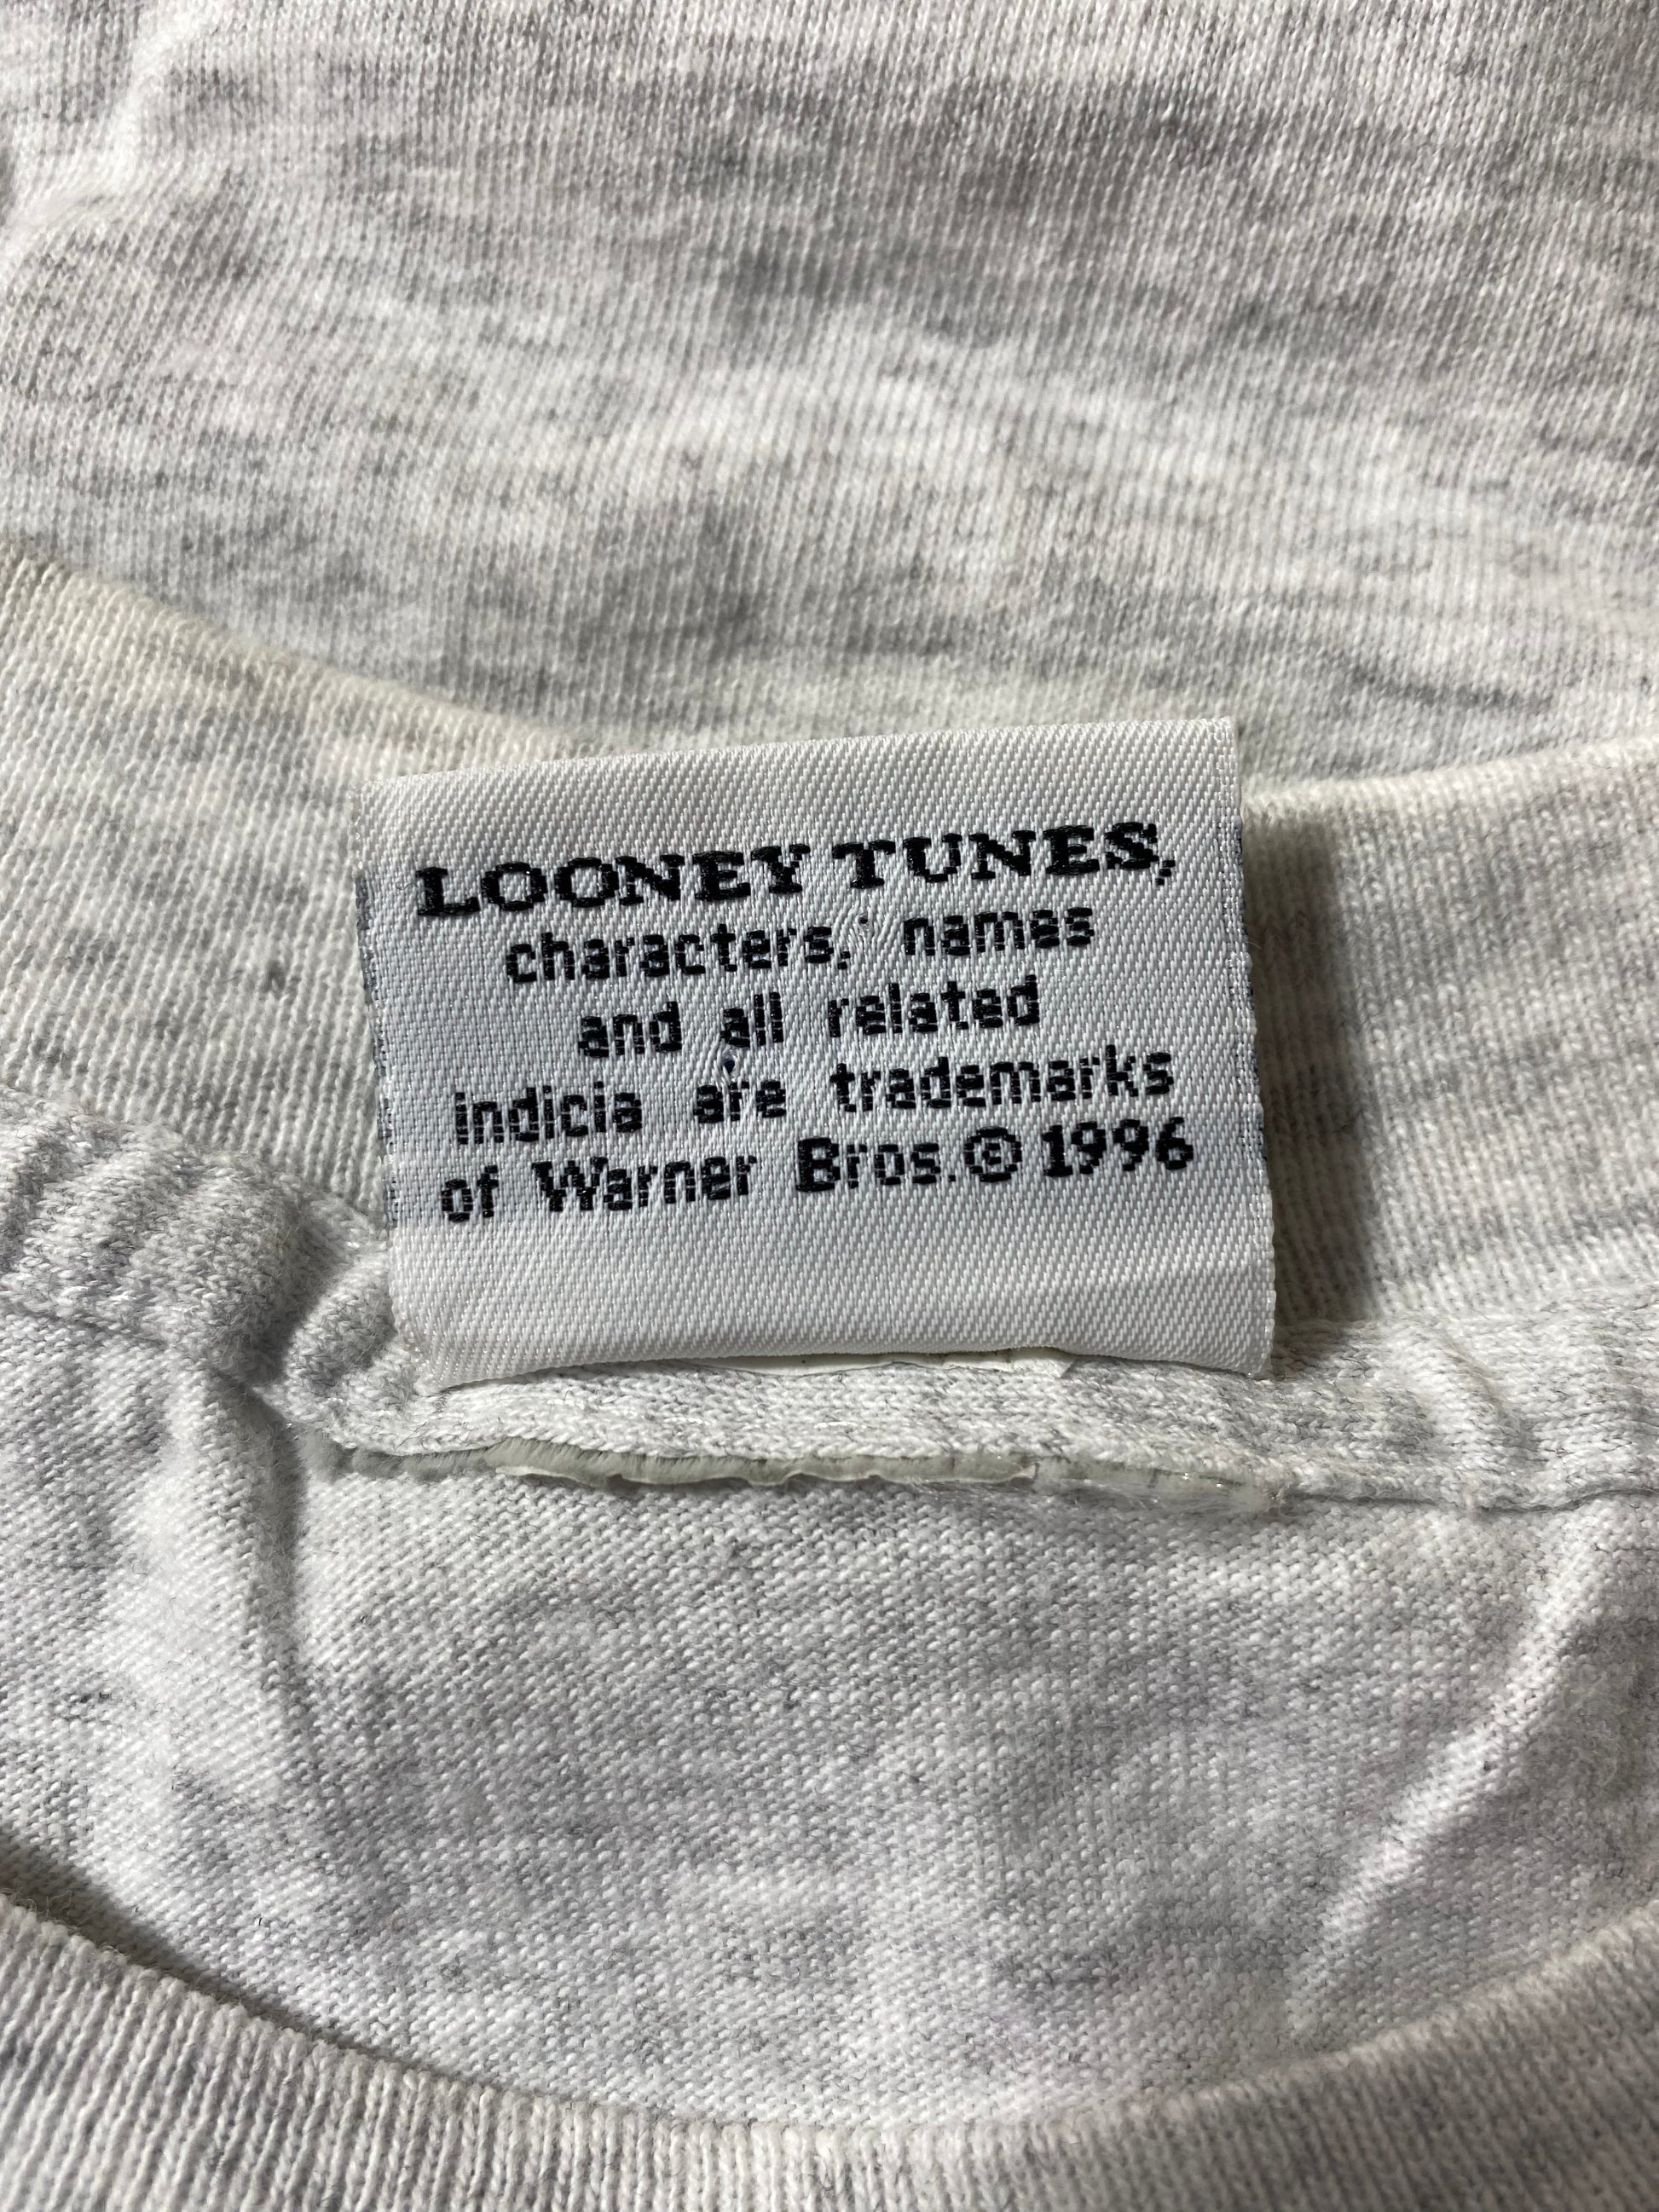 LOONEY TUNES,
characters, names
and all related
indicia are trademarks
of Warner Bros.© 1996